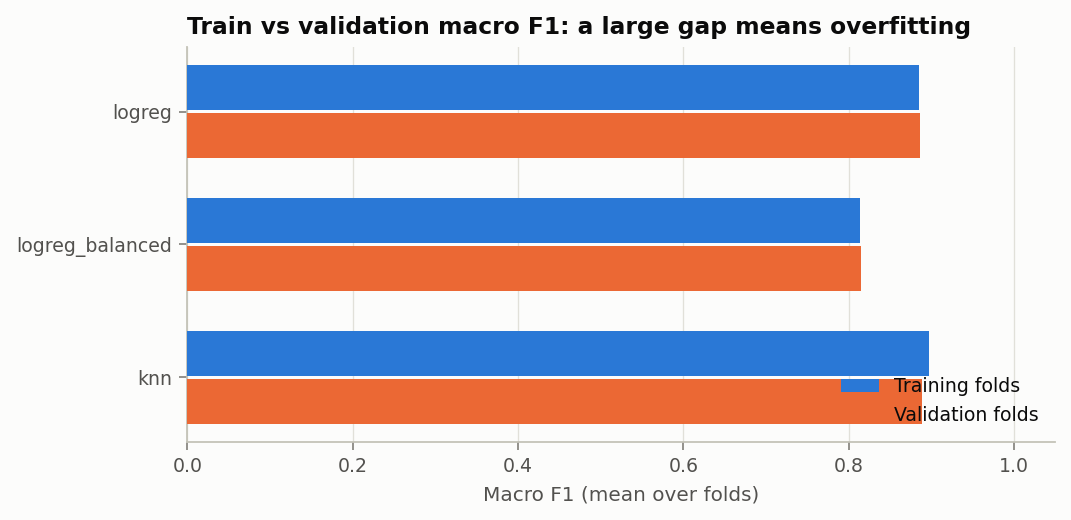 Train vs validation macro F1: a large gap means overfitting
logreg
logreg_balanced
knn
Training folds
Validation folds
0.0 0.2 0.4 0.6 0.8 1.0
Macro F1 (mean over folds)